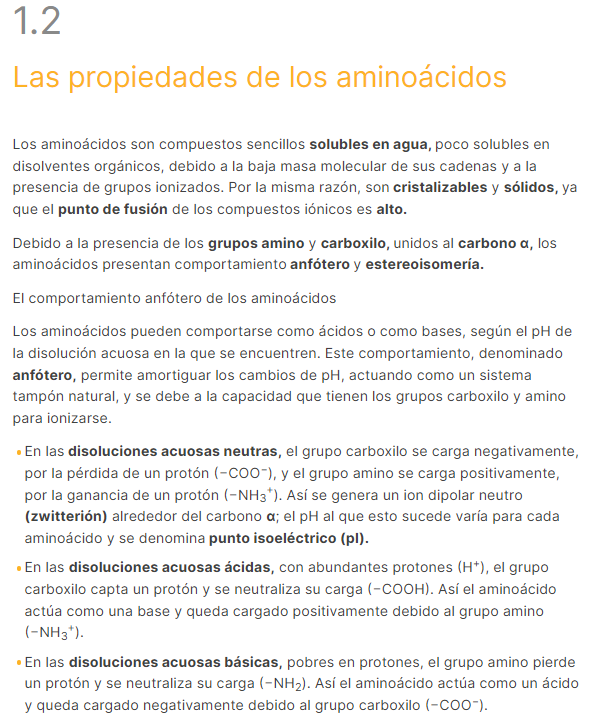 1.2
Las propiedades de los aminoácidos
Los aminoácidos son compuestos sencillos solubles en agua, poco solubles en
disolventes orgánicos, debido a la baja masa molecular de sus cadenas y a la
presencia de grupos ionizados. Por la misma razón, son cristalizables y sólidos, ya
que el punto de fusión de los compuestos iónicos es alto.
Debido a la presencia de los grupos amino y carboxilo, unidos al carbono α, los
aminoácidos presentan comportamiento anfótero y estereoisomería.
El comportamiento anfótero de los aminoácidos
Los aminoácidos pueden comportarse como ácidos o como bases, según el pH de
la disolución acuosa en la que se encuentren. Este comportamiento, denominado
anfótero, permite amortiguar los cambios de pH, actuando como un sistema
tampón natural, y se debe a la capacidad que tienen los grupos carboxilo y amino
para ionizarse.
• En las disoluciones acuosas neutras, el grupo carboxilo se carga negativamente,
por la pérdida de un protón (−COO⁻), y el grupo amino se carga positivamente,
por la ganancia de un protón (−NH₃⁺). Así se genera un ion dipolar neutro
(zwitterión) alrededor del carbono α; el pH al que esto sucede varía para cada
aminoácido y se denomina punto isoeléctrico (pI).
• En las disoluciones acuosas ácidas, con abundantes protones (H⁺), el grupo
carboxilo capta un protón y se neutraliza su carga (−COOH). Así el aminoácido
actúa como una base y queda cargado positivamente debido al grupo amino
(−NH₃⁺).
• En las disoluciones acuosas básicas, pobres en protones, el grupo amino pierde
un protón y se neutraliza su carga (−NH₂). Así el aminoácido actúa como un ácido
y queda cargado negativamente debido al grupo carboxilo (−COO⁻).